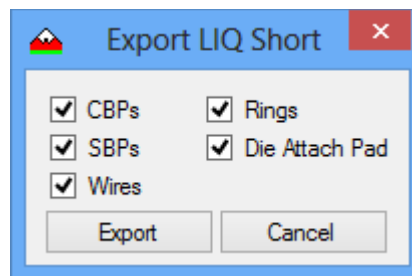 Export LIQ Short
CBPs
Rings
SBPs
Die Attach Pad
Wires
Export
Cancel